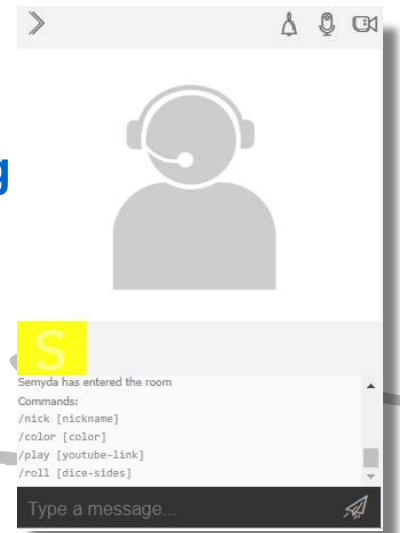 g
S
Semyda has entered the room
Commands:
/nick [nickname]
/color [color]
/play [youtube-link]
/roll [dice-sides]
Type a message...